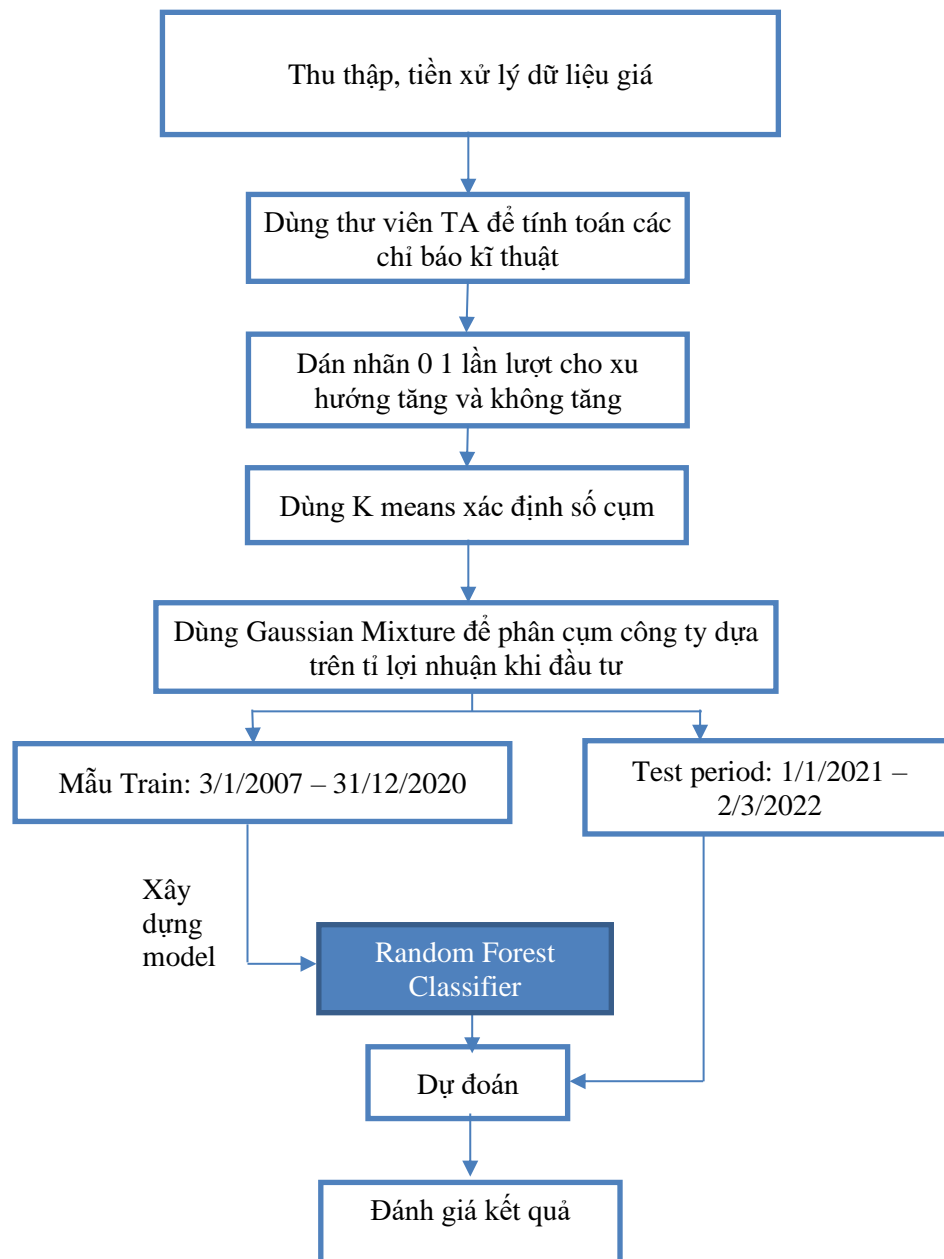 Thu thập, tiền xử lý dữ liệu giá
Dùng thư viên TA để tính toán các
chỉ báo kĩ thuật
Dán nhãn 0 1 lần lượt cho xu
hướng tăng và không tăng
Dùng K means xác định số cụm
Dùng Gaussian Mixture để phân cụm công ty dựa
trên tỉ lợi nhuận khi đầu tư
Mẫu Train: 3/1/2007 – 31/12/2020
Test period: 1/1/2021 –
2/3/2022
Xây
dựng
model
Random Forest
Classifier
Dự đoán
Đánh giá kết quả